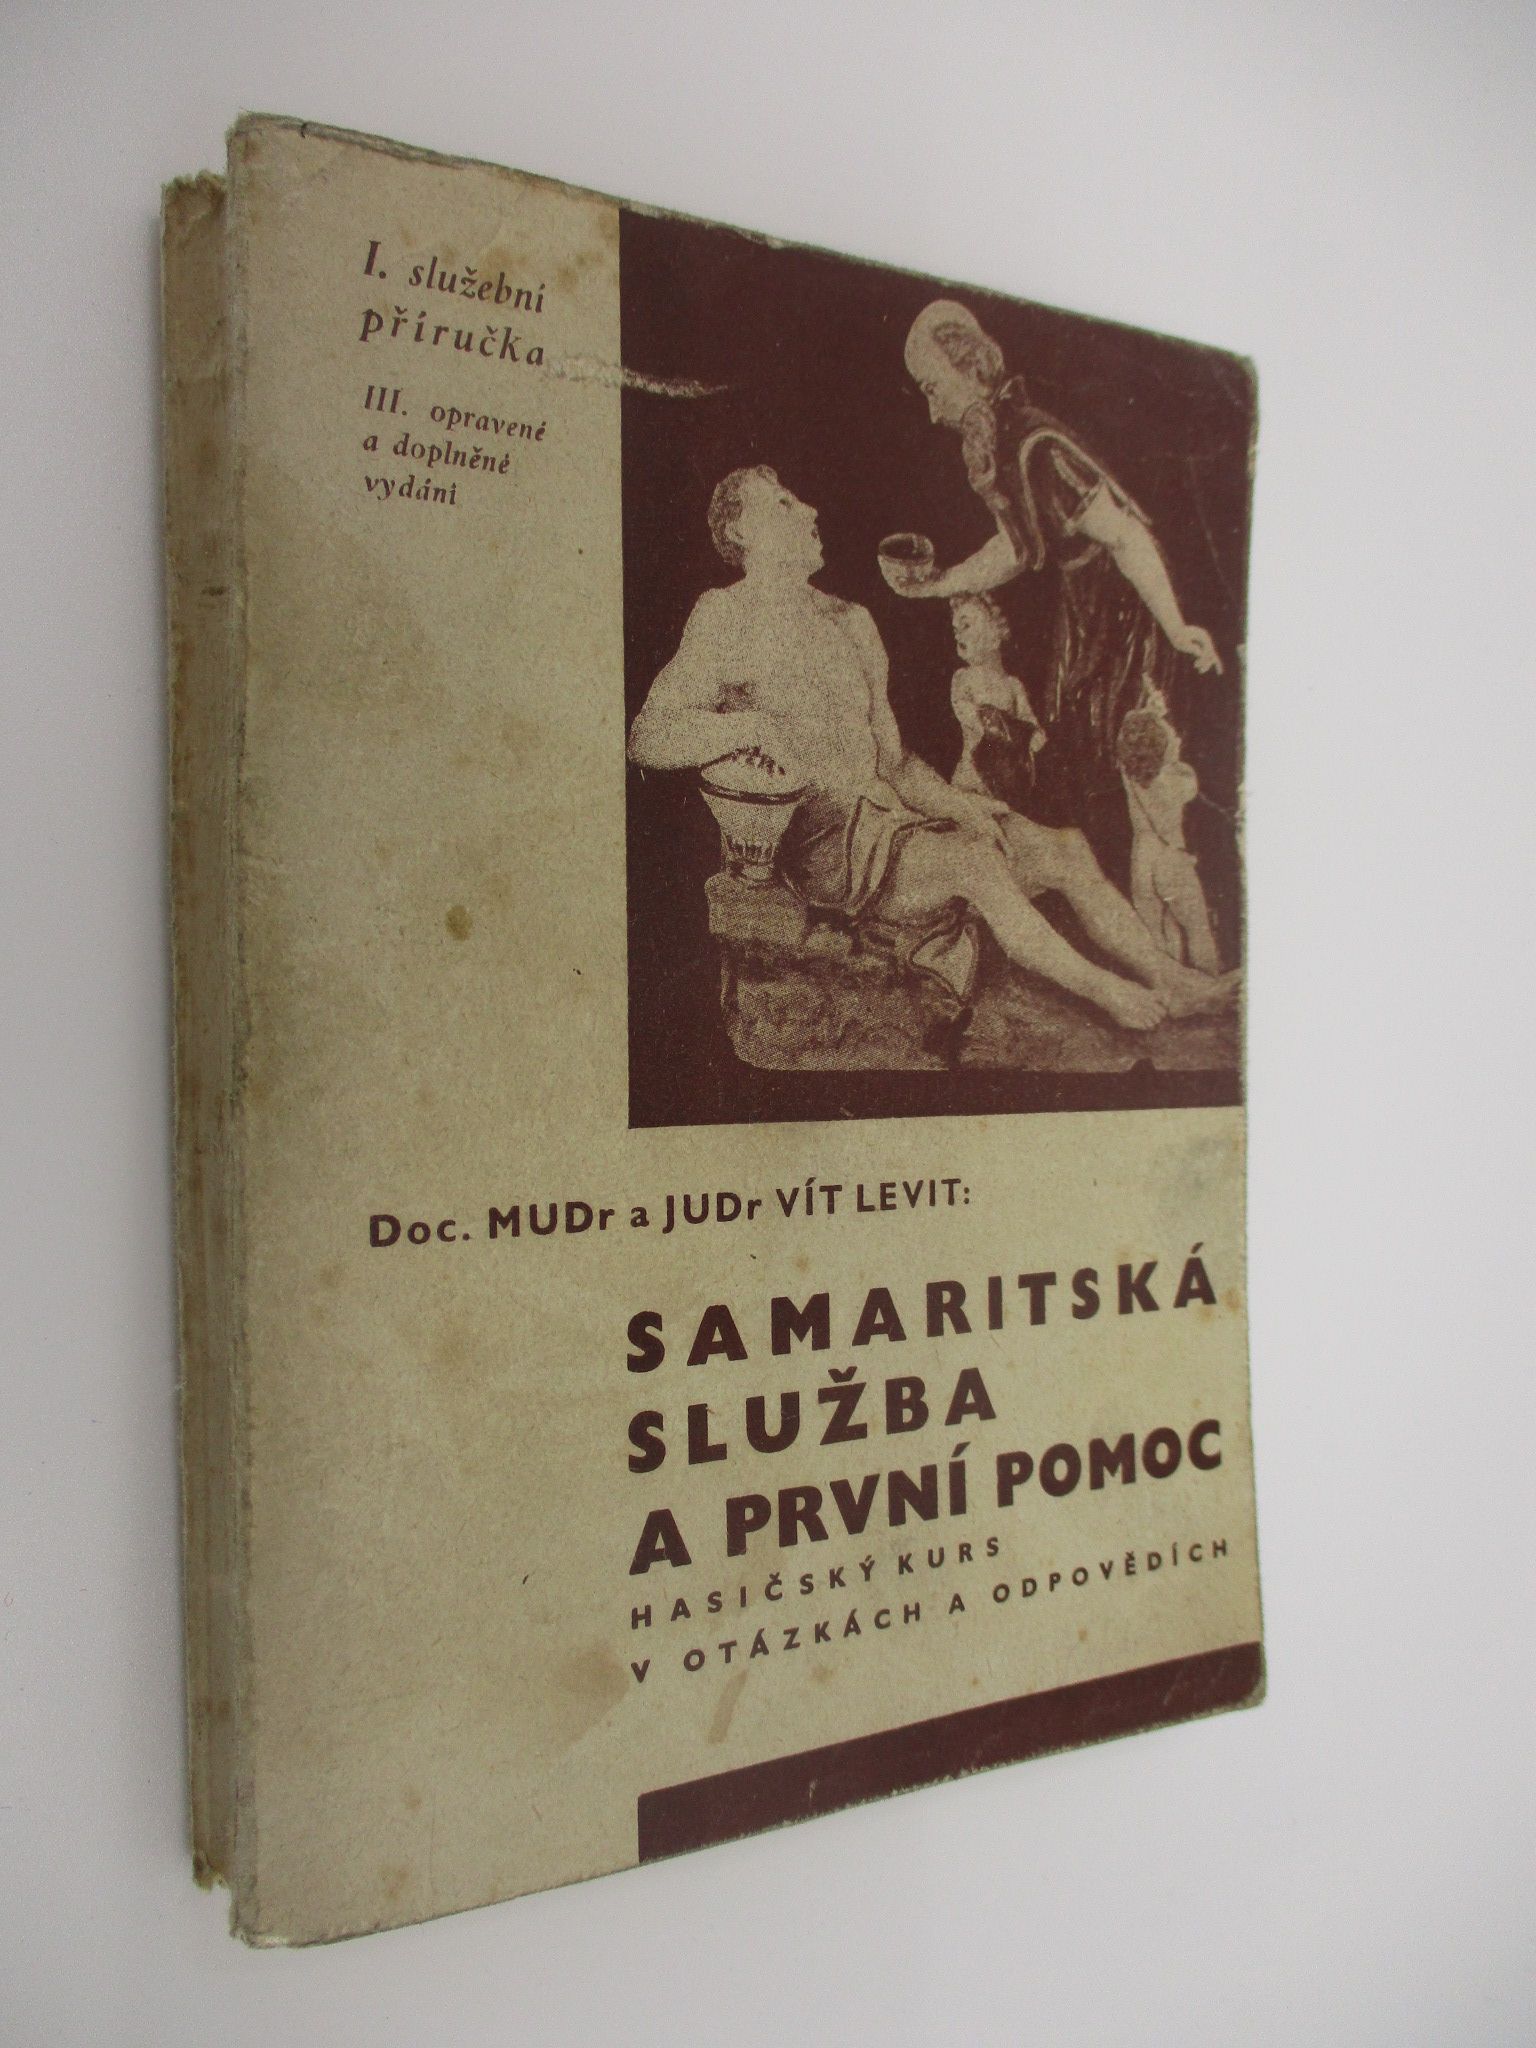 I. služební
příručka
III. opravené
a doplněné
vydání
Doc. MUDr a JUDr VÍT LEVIT:
SAMARITSKÁ
SLUŽBA
A PRVNÍ POMOC
HASIČSKÝ KURS
V OTÁZKÁCH A ODPOVĚDÍCH